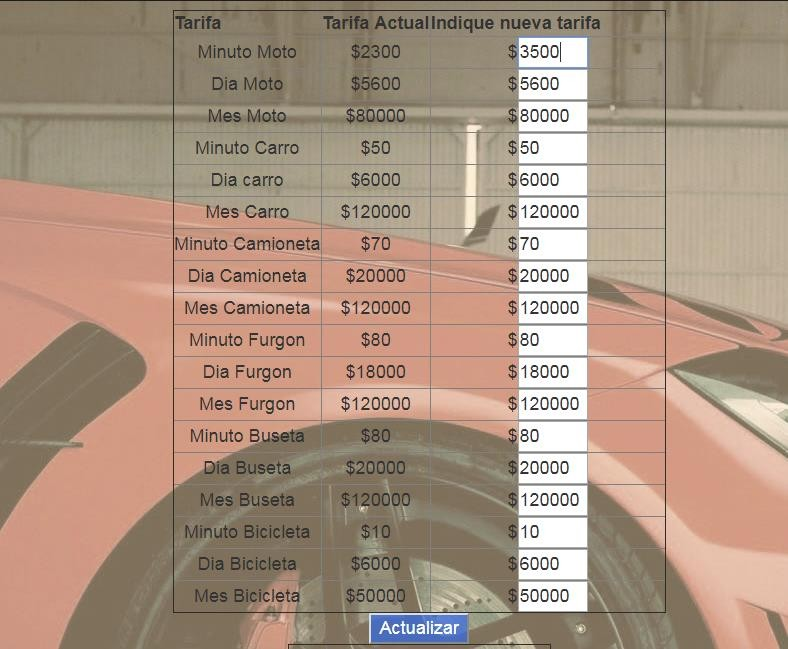 Tarifa Tarifa Actual Indique nueva tarifa
Minuto Moto $2300 $3500
Dia Moto $5600 $5600
Mes Moto $80000 $80000
Minuto Carro $50 $50
Dia carro $6000 $6000
Mes Carro $120000 $120000
Minuto Camioneta $70 $70
Dia Camioneta $20000 $20000
Mes Camioneta $120000 $120000
Minuto Furgon $80 $80
Dia Furgon $18000 $18000
Mes Furgon $120000 $120000
Minuto Buseta $80 $80
Dia Buseta $20000 $20000
Mes Buseta $120000 $120000
Minuto Bicicleta $10 $10
Dia Bicicleta $6000 $6000
Mes Bicicleta $50000 $50000
Actualizar